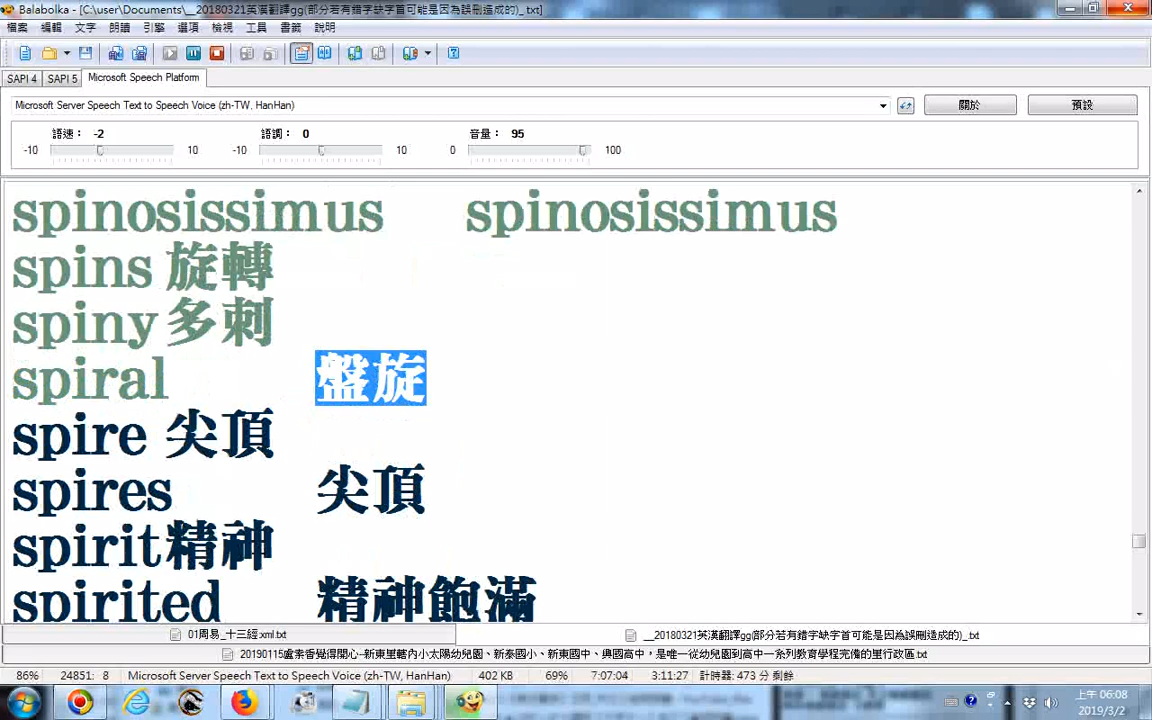 Balabolka - [C:\user\Documents\__20180321英漢翻譯gg(部分若有錯字缺字首可能是因為誤刪造成的)_.txt]
檔案 編輯 文字 朗讀 引擎 選項 檢視 工具 書籤 說明
SAPI 4 SAPI 5 Microsoft Speech Platform
Microsoft Server Speech Text to Speech Voice (zh-TW, HanHan) 關於 預設
語速： -2 語調： 0 音量： 95
-10 10 -10 10 0 100
spinosissimus spinosissimus
spins 旋轉
spiny 多刺
spiral 盤旋
spire 尖頂
spires 尖頂
spirit 精神
spirited 精神飽滿
01周易_十三經.xml.txt __20180321英漢翻譯gg(部分若有錯字缺字首可能是因為誤刪造成的)_.txt
20190115盧素香覺得開心-新東里轄內小太陽幼兒園、新泰國小、新東國中、典國高中，是唯一從幼兒園到高中一系列教育學程完備的里行政區.txt
86% 24851: 8 Microsoft Server Speech Text to Speech Voice (zh-TW, HanHan) 402 KB 69% 7:07:04 3:11:27 計時器: 473 分 剩餘
上午 06:08
2019/3/2